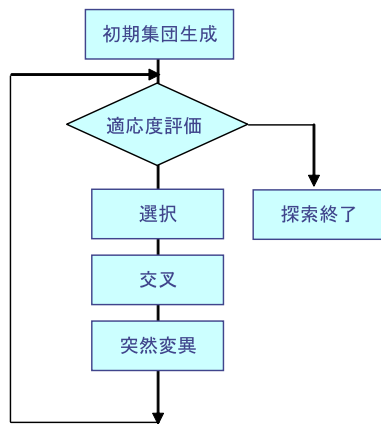 初期集団生成
適応度評価
選択
探索終了
交叉
突然変異